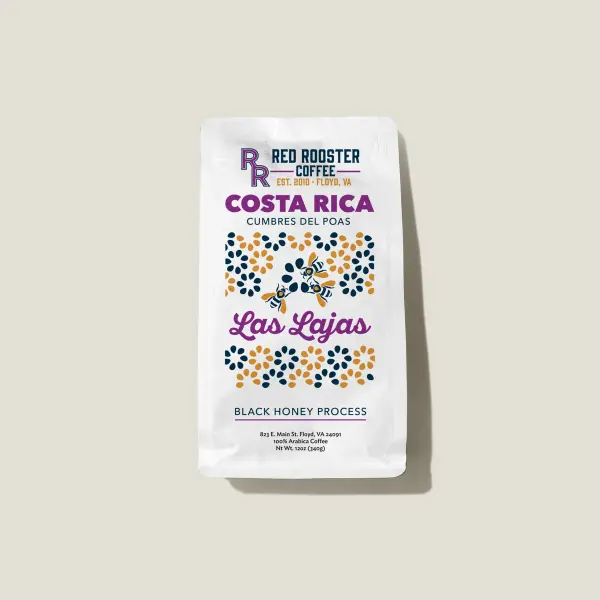 RR
RED ROOSTER
COFFEE
EST. 2010 • FLOYD, VA
COSTA RICA
CUMBRES DEL POAS
Las Lajas
BLACK HONEY PROCESS
823 E. Main St. Floyd, VA 24091
100% Arabica Coffee
Nt Wt. 12oz (340g)